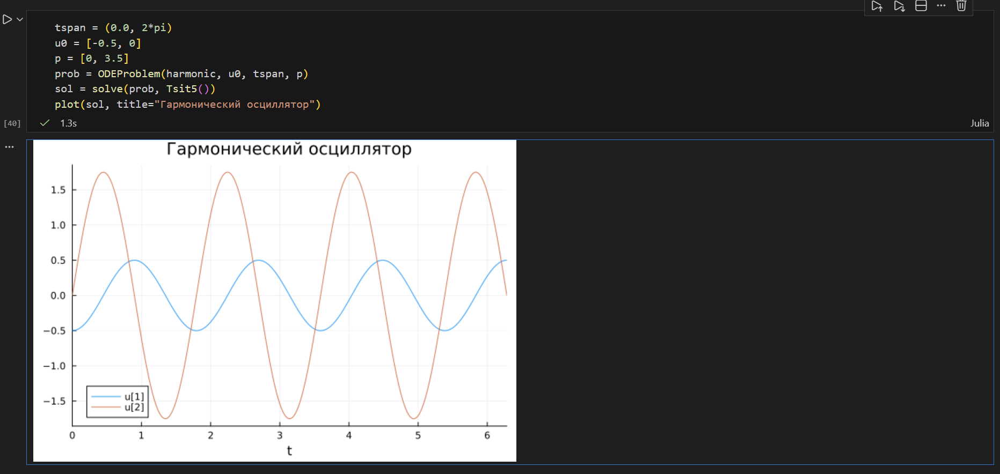 tspan = (0.0, 2*pi)
u0 = [-0.5, 0]
p = [0, 3.5]
prob = ODEProblem(harmonic, u0, tspan, p)
sol = solve(prob, Tsit5())
plot(sol, title="Гармонический осциллятор")
[40]
1.3s
Julia
Гармонический осциллятор
1.5
1.0
0.5
0.0
−0.5
−1.0
−1.5
u[1]
u[2]
0 1 2 3 4 5 6
t